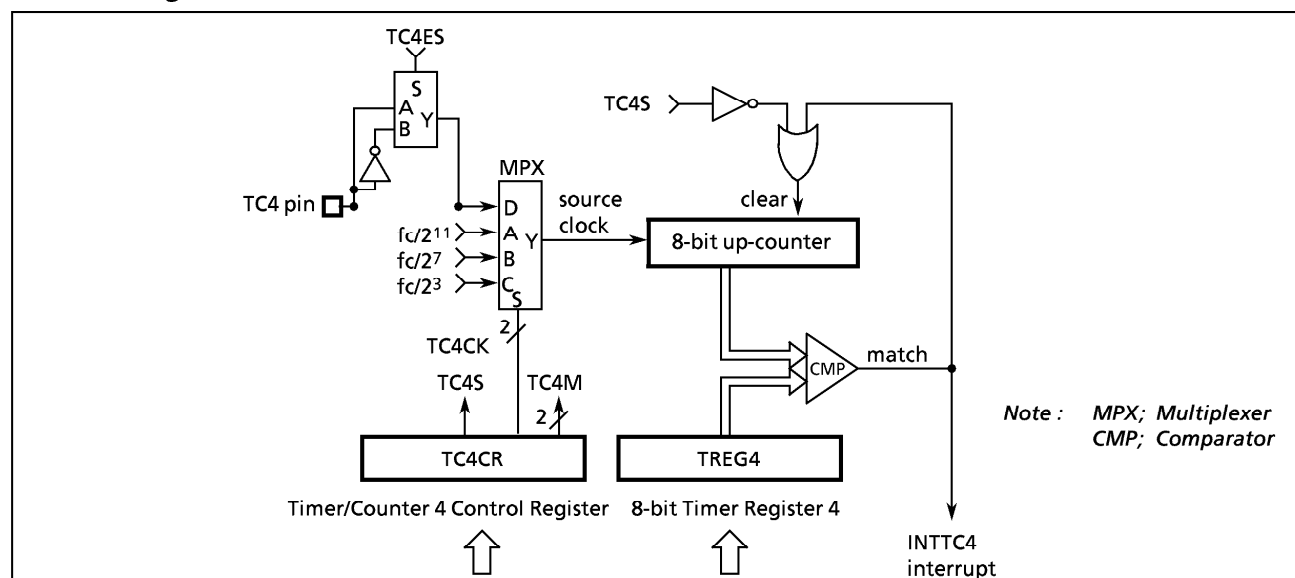 TC4ES
S
A
B
Y
TC4 pin
MPX
D
fc/2¹¹
A
Y
fc/2⁷
B
fc/2³
C
S
2
TC4CK
source
clock
TC4S
clear
8-bit up-counter
CMP
match
TC4S
TC4M
2
TC4CR
TREG4
Timer/Counter 4 Control Register
8-bit Timer Register 4
INTTC4
interrupt
Note : MPX; Multiplexer
CMP; Comparator